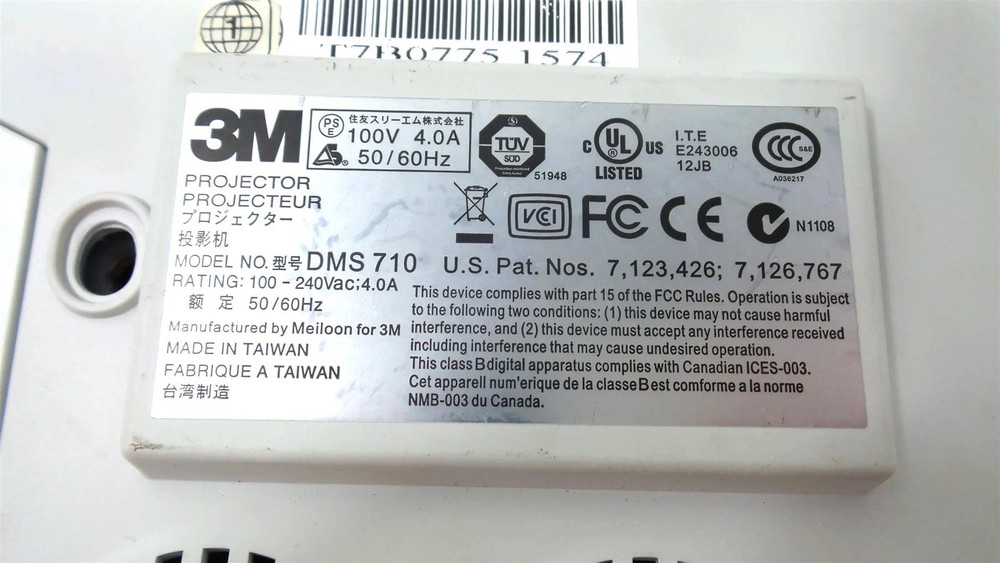 1
T7B0775 1574
3M
PS E
住友スリーエム株式会社
100V 4.0A
50/60Hz
TÜV
SÜD
51948
C UL US
LISTED
I.T.E
E243006
12JB
CCC S&E
A036217
PROJECTOR
PROJECTEUR
プロジェクター
投影机
VCI
FC CE
N1108
MODEL NO. 型号 DMS 710
U.S. Pat. Nos. 7,123,426; 7,126,767
RATING: 100 - 240Vac;4.0A
额 定 50/60Hz
Manufactured by Meiloon for 3M
MADE IN TAIWAN
FABRIQUE A TAIWAN
台湾制造
This device complies with part 15 of the FCC Rules. Operation is subject
to the following two conditions: (1) this device may not cause harmful
interference, and (2) this device must accept any interference received
including interference that may cause undesired operation.
This class B digital apparatus complies with Canadian ICES-003.
Cet appareil num'erique de la classe B est conforme a la norme
NMB-003 du Canada.